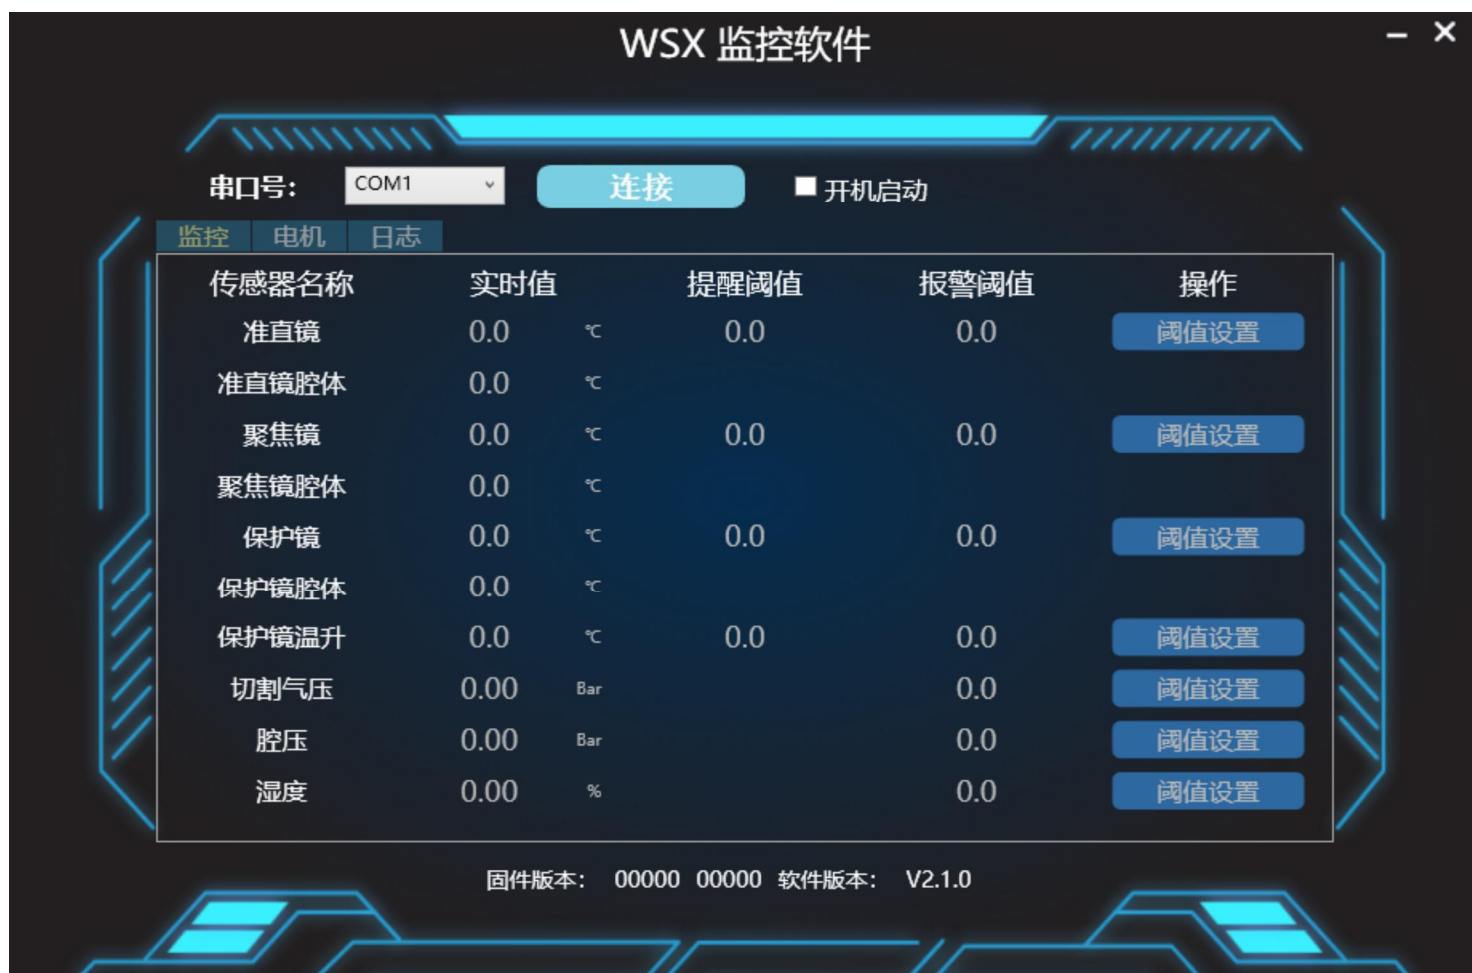 WSX 监控软件
串口号: COM1 连接 开机启动
监控 电机 日志
传感器名称 实时值 提醒阈值 报警阈值 操作
准直镜 0.0 ℃ 0.0 0.0 阈值设置
准直镜腔体 0.0 ℃
聚焦镜 0.0 ℃ 0.0 0.0 阈值设置
聚焦镜腔体 0.0 ℃
保护镜 0.0 ℃ 0.0 0.0 阈值设置
保护镜腔体 0.0 ℃
保护镜温升 0.0 ℃ 0.0 0.0 阈值设置
切割气压 0.00 Bar 0.0 阈值设置
腔压 0.00 Bar 0.0 阈值设置
湿度 0.00 % 0.0 阈值设置
固件版本: 00000 00000 软件版本: V2.1.0